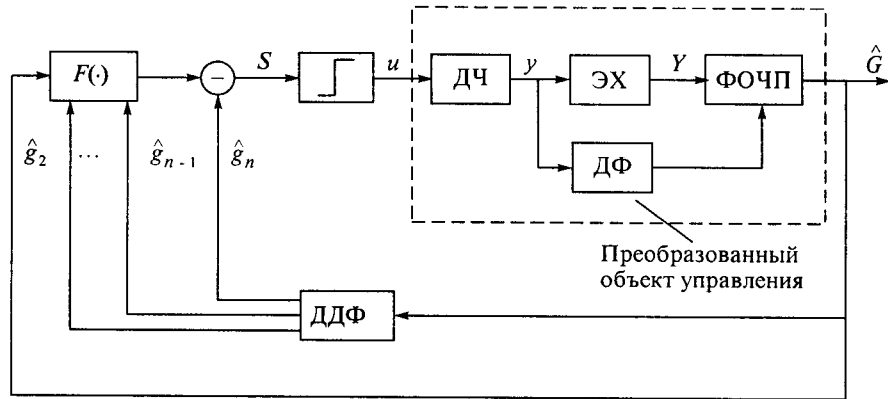 F(·)
−
S
u
ДЧ
y
ЭХ
Y
ФОЧП
Ĝ
ĝ₂
...
ĝₙ₋₁
ĝₙ
ДФ
Преобразованный
объект управления
ДДФ